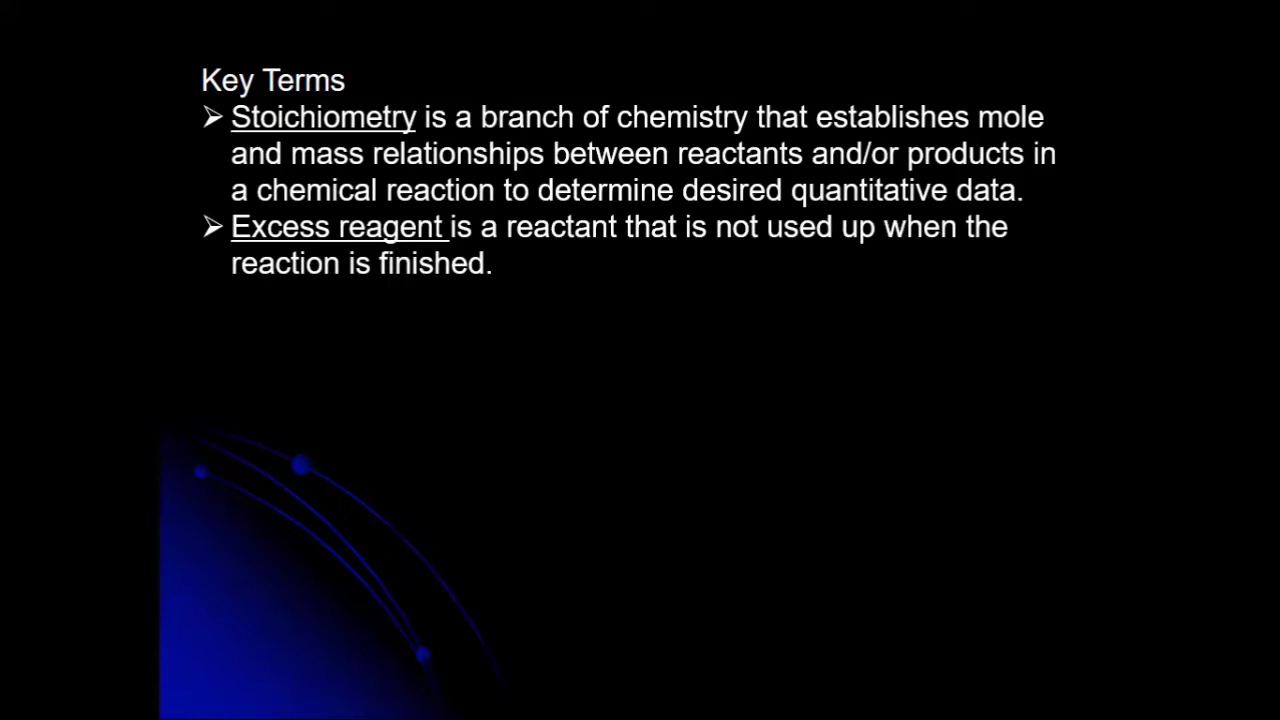 Key Terms
➢ Stoichiometry is a branch of chemistry that establishes mole
and mass relationships between reactants and/or products in
a chemical reaction to determine desired quantitative data.
➢ Excess reagent is a reactant that is not used up when the
reaction is finished.